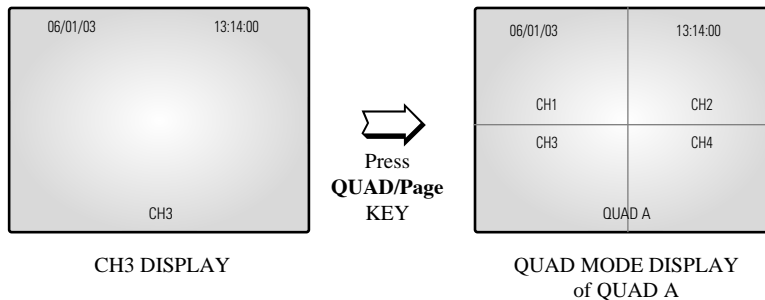 06/01/03 13:14:00
CH3
CH3 DISPLAY
Press
QUAD/Page
KEY
06/01/03 13:14:00
CH1 CH2
CH3 CH4
QUAD A
QUAD MODE DISPLAY
of QUAD A